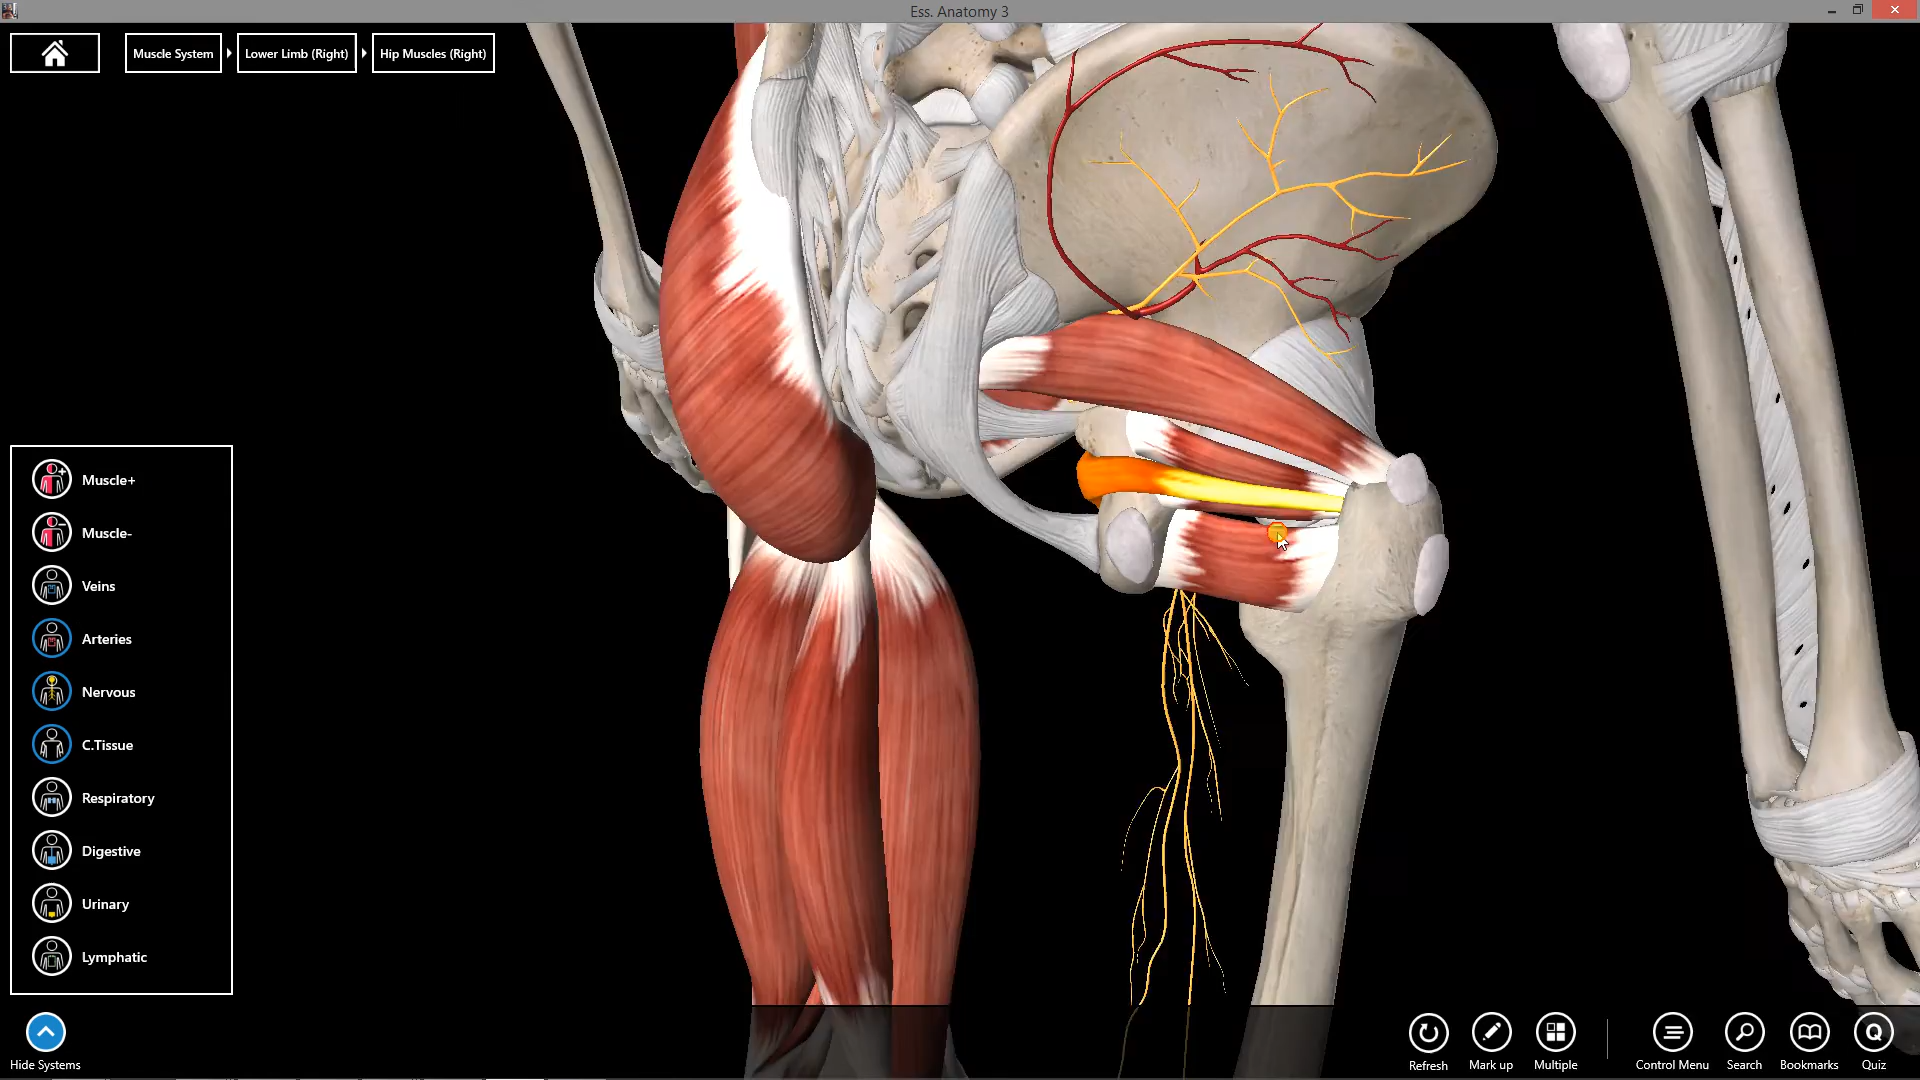 Ess. Anatomy 3
Muscle System
Lower Limb (Right)
Hip Muscles (Right)
Muscle+
Muscle-
Veins
Arteries
Nervous
C.Tissue
Respiratory
Digestive
Urinary
Lymphatic
Hide Systems
Refresh
Mark up
Multiple
Control Menu
Search
Bookmarks
Q
Quiz